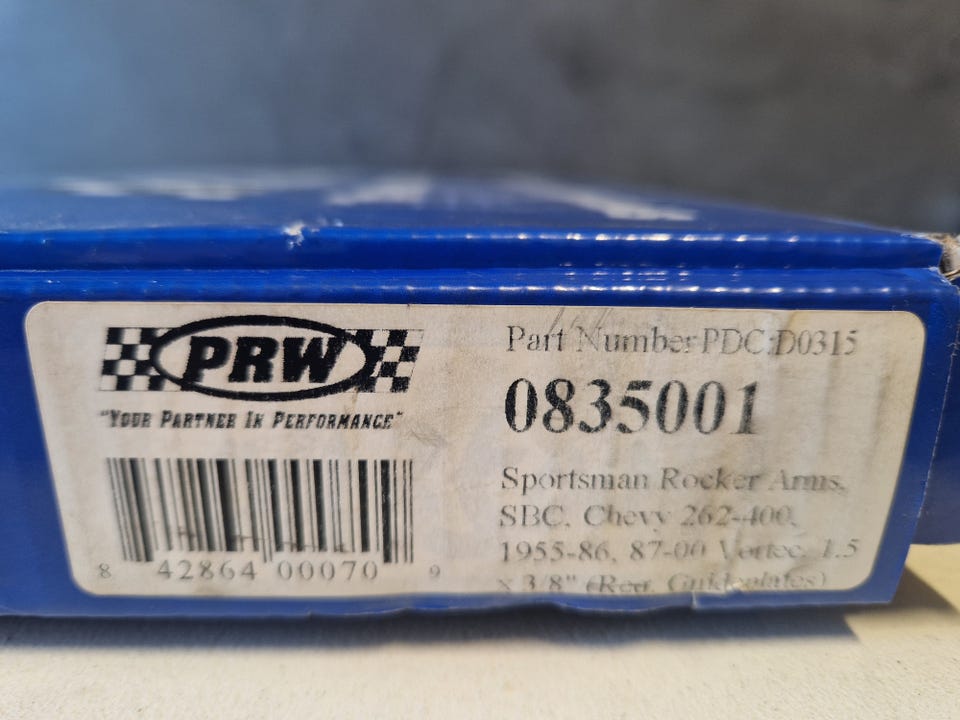 PRW
"YOUR PARTNER IN PERFORMANCE"
8 42864 00070 9
Part Number PDC:D0315
0835001
Sportsman Rocker Arms,
SBC, Chevy 262-400,
1955-86, 87-00 Vortec, 1.5
x 3/8" (Req. Guideplates)